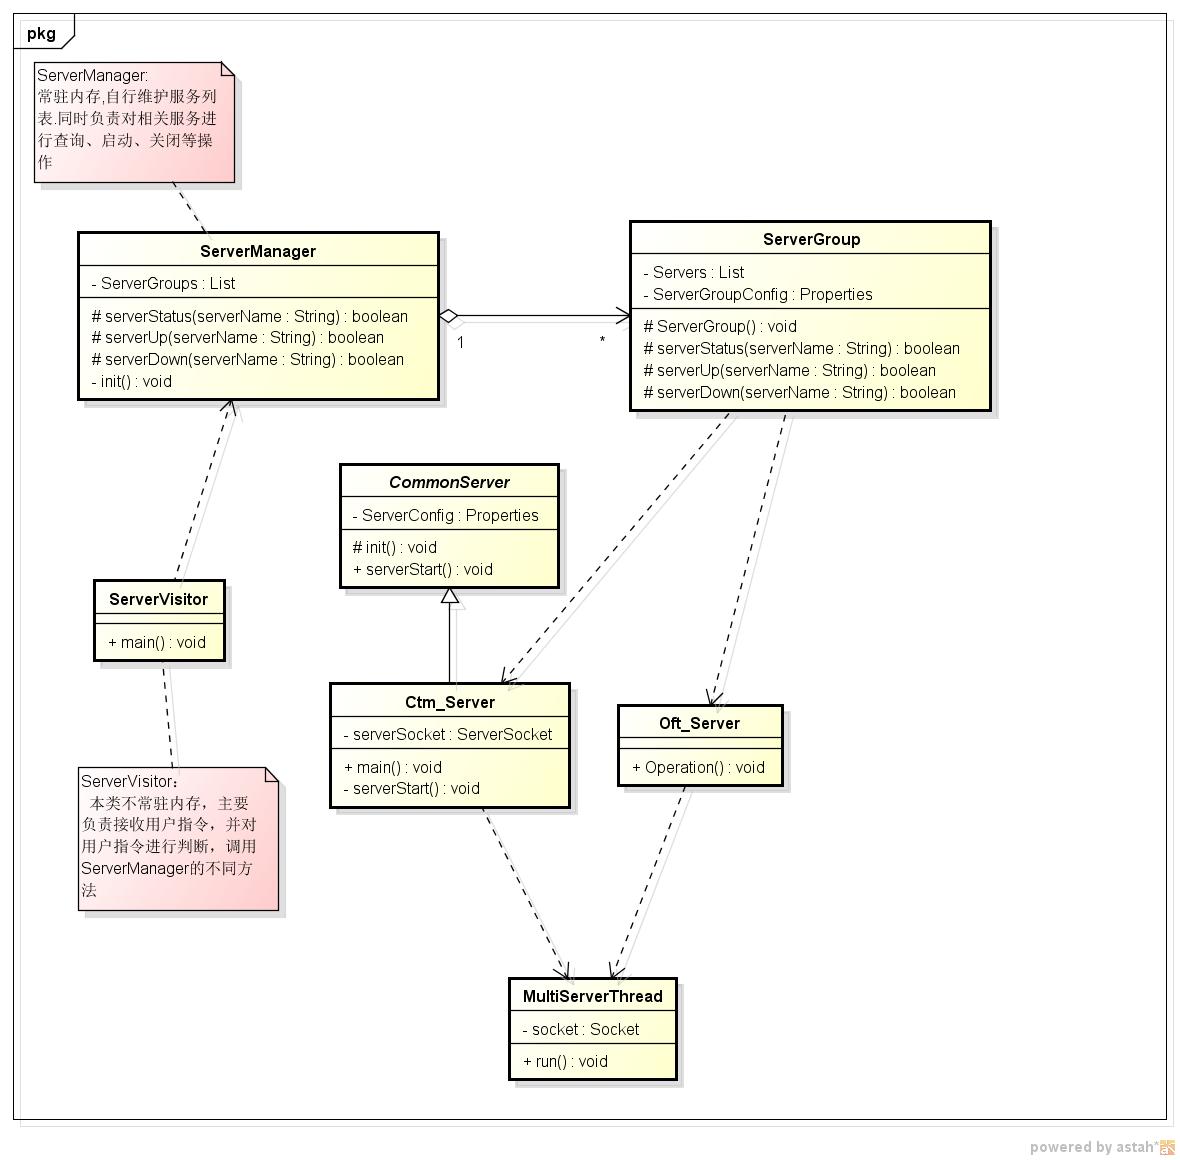 pkg
ServerManager:
常驻内存,自行维护服务列
表.同时负责对相关服务进
行查询、启动、关闭等操
作
ServerManager
- ServerGroups : List
# serverStatus(serverName : String) : boolean
# serverUp(serverName : String) : boolean
# serverDown(serverName : String) : boolean
- init() : void
1
*
ServerGroup
- Servers : List
- ServerGroupConfig : Properties
# ServerGroup() : void
# serverStatus(serverName : String) : boolean
# serverUp(serverName : String) : boolean
# serverDown(serverName : String) : boolean
CommonServer
- ServerConfig : Properties
# init() : void
+ serverStart() : void
ServerVisitor
+ main() : void
Ctm_Server
- serverSocket : ServerSocket
+ main() : void
- serverStart() : void
Oft_Server
+ Operation() : void
ServerVisitor：
本类不常驻内存，主要
负责接收用户指令，并对
用户指令进行判断，调用
ServerManager的不同方
法
MultiServerThread
- socket : Socket
+ run() : void
powered by astah*